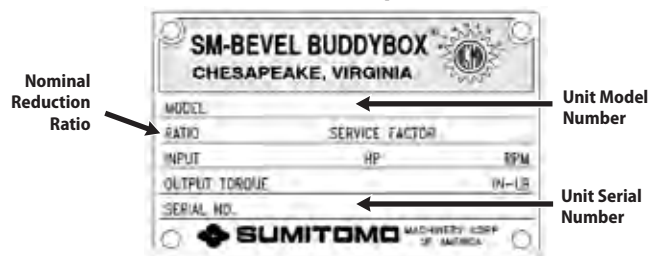 SM-BEVEL BUDDYBOX
CHESAPEAKE, VIRGINIA
Nominal
Reduction
Ratio
MODEL
Unit Model
Number
RATIO SERVICE FACTOR
INPUT HP RPM
OUTPUT TORQUE IN-LB
SERIAL NO.
Unit Serial
Number
SUMITOMO MACHINERY CORP
OF AMERICA